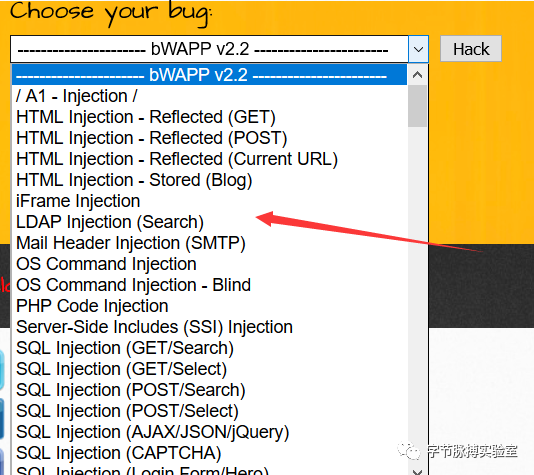 Choose your bug:
---------------------- bWAPP v2.2 ----------------------- Hack
---------------------- bWAPP v2.2 -----------------------
/ A1 - Injection /
HTML Injection - Reflected (GET)
HTML Injection - Reflected (POST)
HTML Injection - Reflected (Current URL)
HTML Injection - Stored (Blog)
iFrame Injection
LDAP Injection (Search)
Mail Header Injection (SMTP)
OS Command Injection
OS Command Injection - Blind
PHP Code Injection
Server-Side Includes (SSI) Injection
SQL Injection (GET/Search)
SQL Injection (GET/Select)
SQL Injection (POST/Search)
SQL Injection (POST/Select)
SQL Injection (AJAX/JSON/jQuery)
SQL Injection (CAPTCHA)
SQL Injection (Login Form/Hero)
字节脉搏实验室